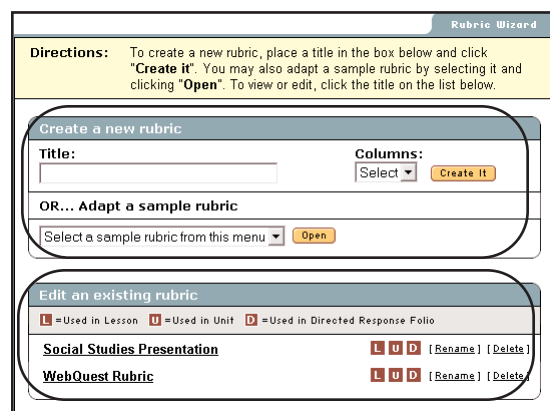 Rubric Wizard
Directions: To create a new rubric, place a title in the box below and click
"Create it". You may also adapt a sample rubric by selecting it and
clicking "Open". To view or edit, click the title on the list below.
Create a new rubric
Title: Columns:
Select Create It
OR... Adapt a sample rubric
Select a sample rubric from this menu Open
Edit an existing rubric
L =Used in Lesson U =Used in Unit D =Used in Directed Response Folio
Social Studies Presentation L U D [Rename] [Delete]
WebQuest Rubric L U D [Rename] [Delete]